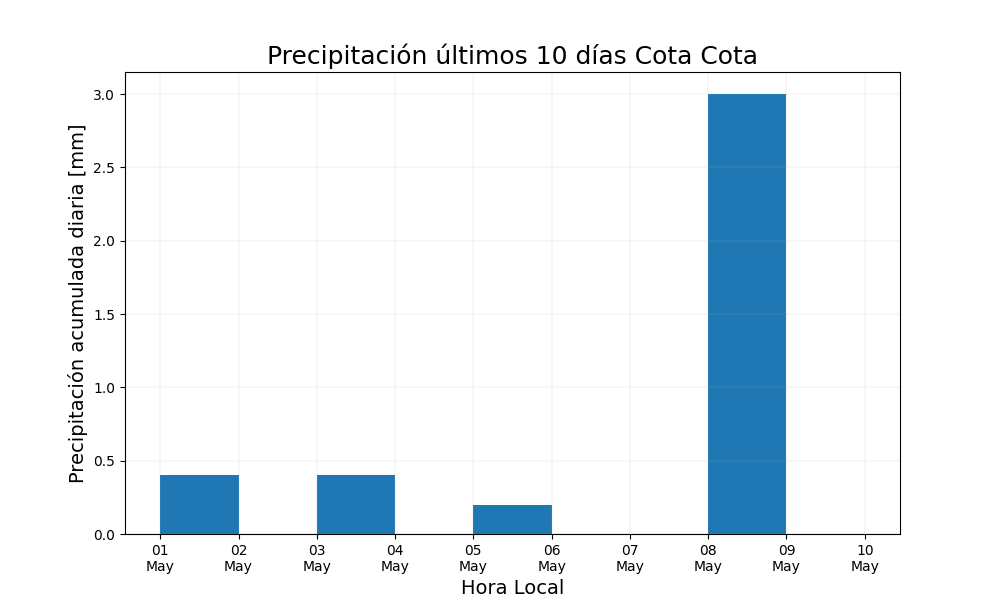 Precipitación últimos 10 días Cota Cota
Precipitación acumulada diaria [mm]
3.0
2.5
2.0
1.5
1.0
0.5
0.0
01 02 03 04 05 06 07 08 09 10
May May May May May May May May May May
Hora Local